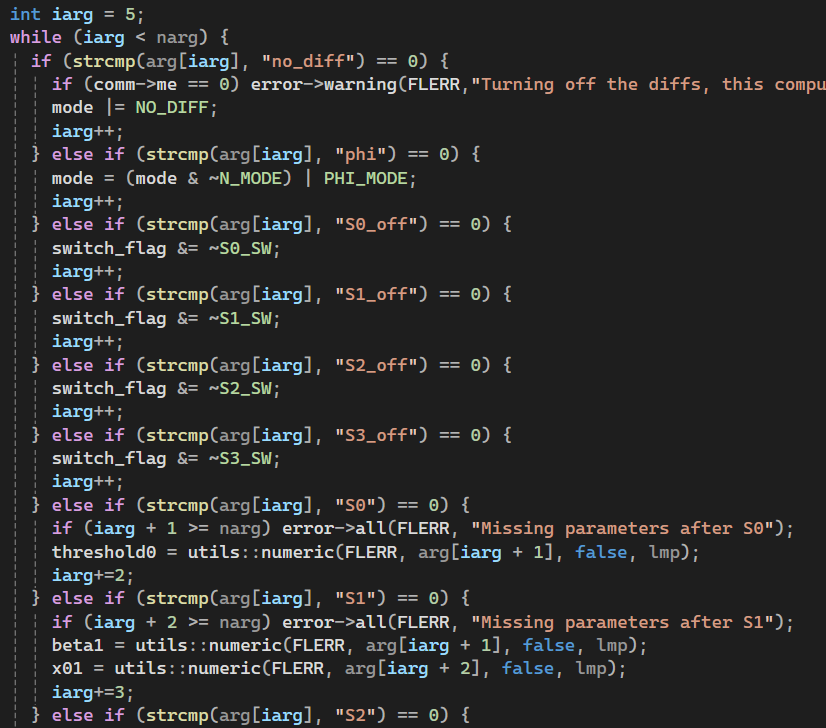 int iarg = 5;
while (iarg < narg) {
if (strcmp(arg[iarg], "no_diff") == 0) {
if (comm->me == 0) error->warning(FLERR,"Turning off the diffs, this compu
mode |= NO_DIFF;
iarg++;
} else if (strcmp(arg[iarg], "phi") == 0) {
mode = (mode & ~N_MODE) | PHI_MODE;
iarg++;
} else if (strcmp(arg[iarg], "S0_off") == 0) {
switch_flag &= ~S0_SW;
iarg++;
} else if (strcmp(arg[iarg], "S1_off") == 0) {
switch_flag &= ~S1_SW;
iarg++;
} else if (strcmp(arg[iarg], "S2_off") == 0) {
switch_flag &= ~S2_SW;
iarg++;
} else if (strcmp(arg[iarg], "S3_off") == 0) {
switch_flag &= ~S3_SW;
iarg++;
} else if (strcmp(arg[iarg], "S0") == 0) {
if (iarg + 1 >= narg) error->all(FLERR, "Missing parameters after S0");
threshold0 = utils::numeric(FLERR, arg[iarg + 1], false, lmp);
iarg+=2;
} else if (strcmp(arg[iarg], "S1") == 0) {
if (iarg + 2 >= narg) error->all(FLERR, "Missing parameters after S1");
beta1 = utils::numeric(FLERR, arg[iarg + 1], false, lmp);
x01 = utils::numeric(FLERR, arg[iarg + 2], false, lmp);
iarg+=3;
} else if (strcmp(arg[iarg], "S2") == 0) {